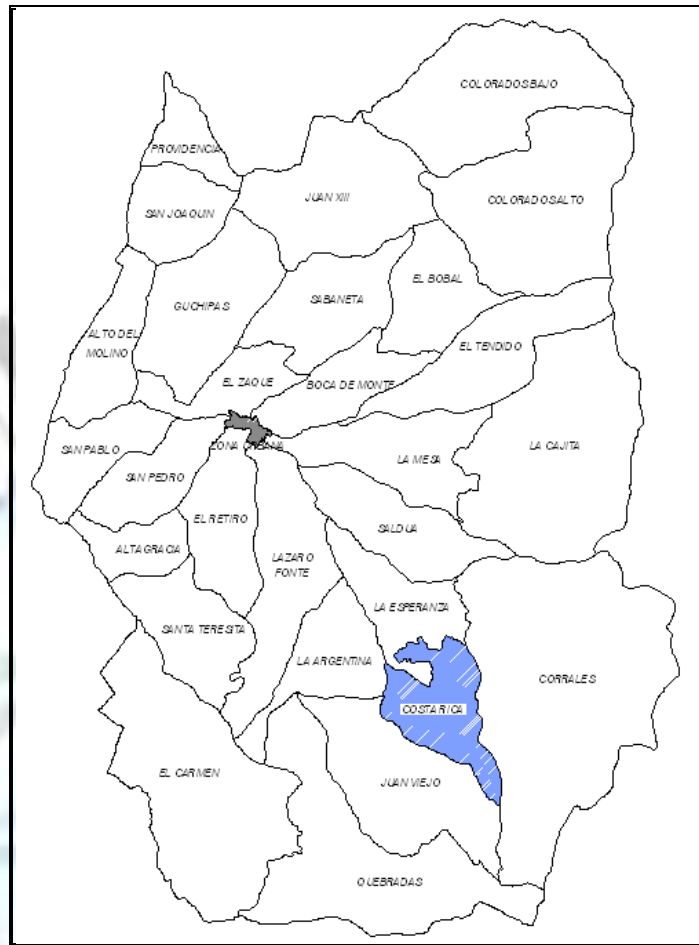 COLORADOS BAJO
PROVIDENCIA
JUAN XIII
COLORADOS ALTO
SAN JOAQUIN
EL BOBAL
SABANETA
GUCHIPAS
ALTO DEL
MOLINO
EL TENDIDO
EL ZAQUE
BOCA DE MONTE
ZONA URBANA
LA CAJITA
SAN PABLO
LA MESA
SAN PEDRO
EL RETIRO
SALDUA
ALTAGRACIA
LAZARO
FONTE
LA ESPERANZA
SANTA TERESITA
LA ARGENTINA
CORRALES
COSTA RICA
EL CARMEN
JUAN VIEJO
QUEBRADAS